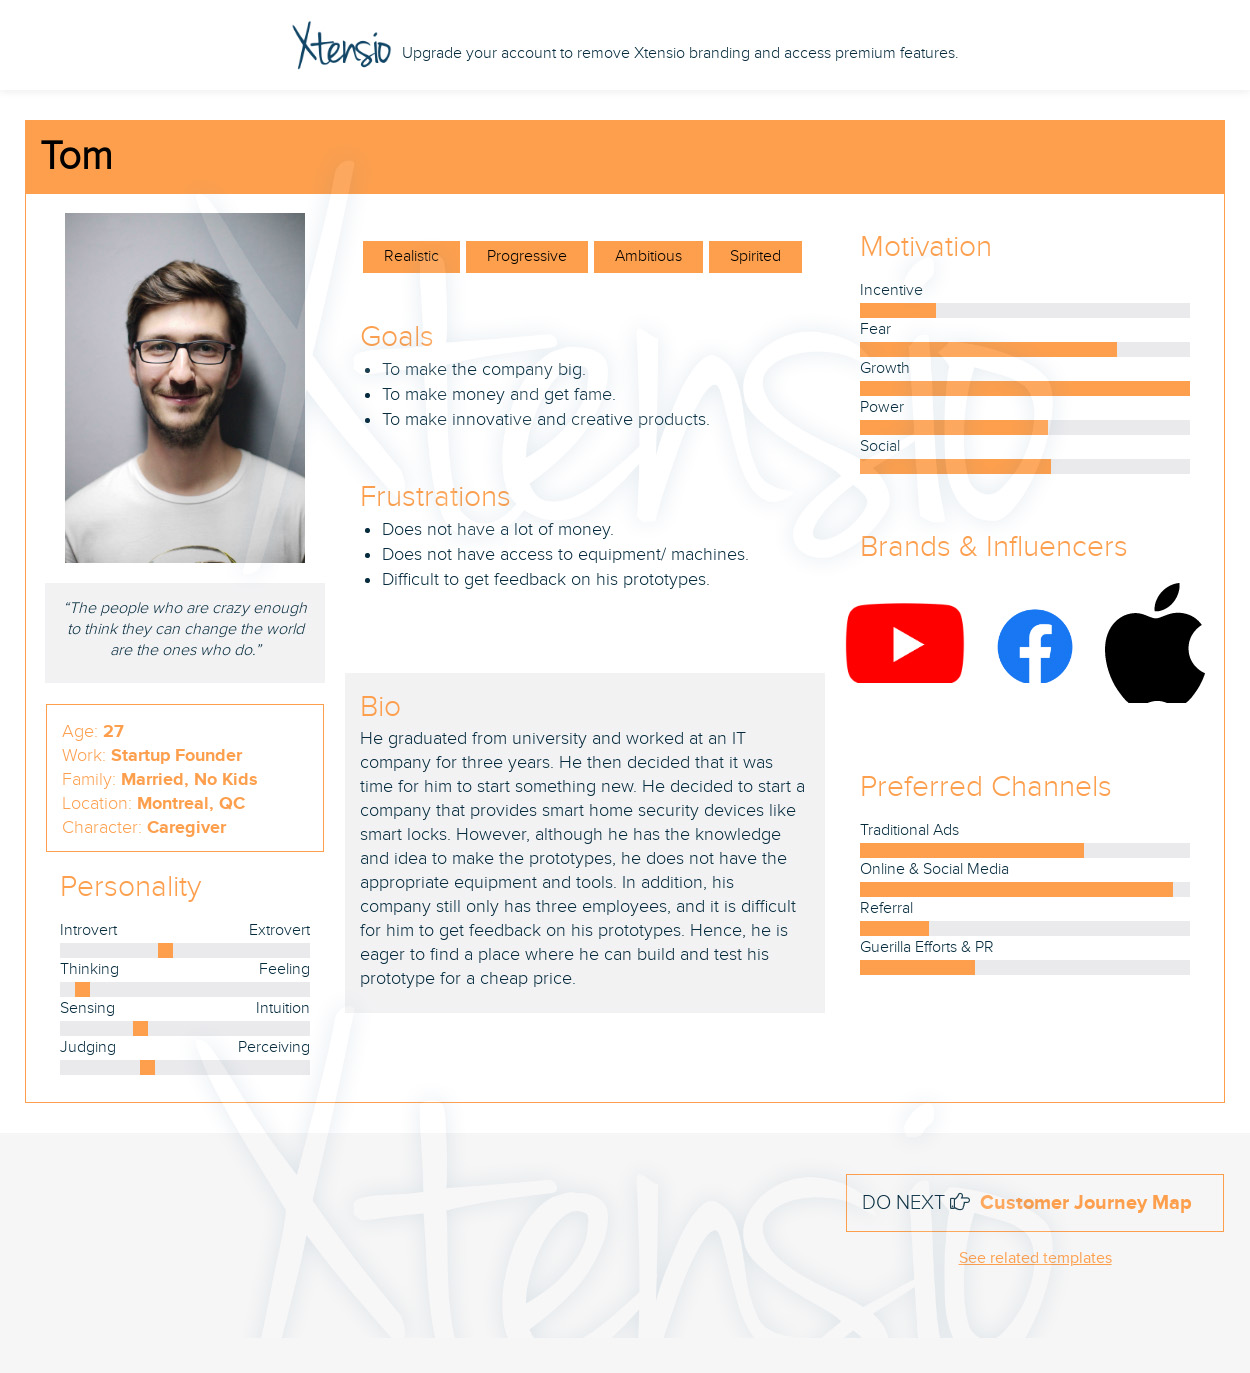 Xtensio Upgrade your account to remove Xtensio branding and access premium features.
Tom
“The people who are crazy enough
to think they can change the world
are the ones who do.”
Age: 27
Work: Startup Founder
Family: Married, No Kids
Location: Montreal, QC
Character: Caregiver
Personality
Introvert Extrovert
Thinking Feeling
Sensing Intuition
Judging Perceiving
Realistic Progressive Ambitious Spirited
Goals
To make the company big.
To make money and get fame.
To make innovative and creative products.
Frustrations
Does not have a lot of money.
Does not have access to equipment/ machines.
Difficult to get feedback on his prototypes.
Bio
He graduated from university and worked at an IT
company for three years. He then decided that it was
time for him to start something new. He decided to start a
company that provides smart home security devices like
smart locks. However, although he has the knowledge
and idea to make the prototypes, he does not have the
appropriate equipment and tools. In addition, his
company still only has three employees, and it is difficult
for him to get feedback on his prototypes. Hence, he is
eager to find a place where he can build and test his
prototype for a cheap price.
Motivation
Incentive
Fear
Growth
Power
Social
Brands & Influencers
Preferred Channels
Traditional Ads
Online & Social Media
Referral
Guerilla Efforts & PR
Xtensio
Xtensio
DO NEXT Customer Journey Map
See related templates